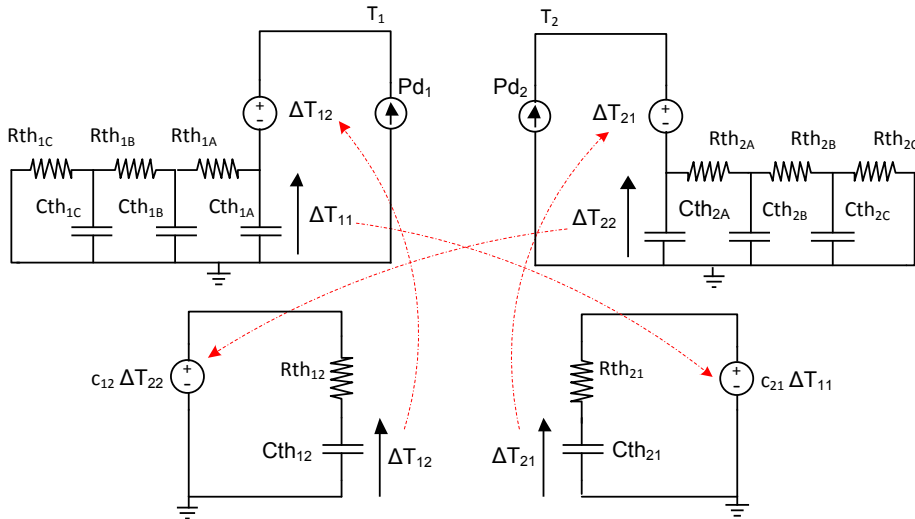 T₁
T₂
Pd₁
Pd₂
ΔT₁₂
ΔT₂₁
Rth₁C
Rth₁B
Rth₁A
Rth₂A
Rth₂B
Rth₂C
Cth₁C
Cth₁B
Cth₁A
ΔT₁₁
ΔT₂₂
Cth₂A
Cth₂B
Cth₂C
+
-
+
-
c₁₂ ΔT₂₂
+
-
Rth₁₂
Rth₂₁
+
-
c₂₁ ΔT₁₁
Cth₁₂
ΔT₁₂
ΔT₂₁
Cth₂₁